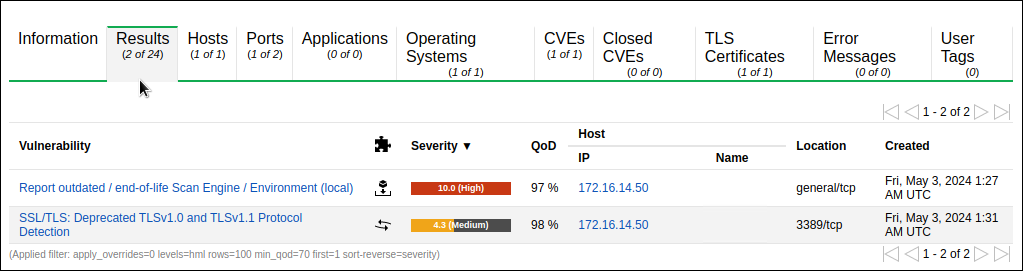 Information
Results
(2 of 24)
Hosts
(1 of 1)
Ports
(1 of 2)
Applications
(0 of 0)
Operating
Systems
(1 of 1)
CVEs
(1 of 1)
Closed
CVEs
(0 of 0)
TLS
Certificates
(1 of 1)
Error
Messages
(0 of 0)
User
Tags
(0)
1 - 2 of 2
Vulnerability
Severity ▼
QoD
Host
IP
Name
Location
Created
Report outdated / end-of-life Scan Engine / Environment (local)
10.0 (High)
97 %
172.16.14.50
general/tcp
Fri, May 3, 2024 1:27
AM UTC
SSL/TLS: Deprecated TLSv1.0 and TLSv1.1 Protocol
Detection
4.3 (Medium)
98 %
172.16.14.50
3389/tcp
Fri, May 3, 2024 1:31
AM UTC
(Applied filter: apply_overrides=0 levels=hml rows=100 min_qod=70 first=1 sort-reverse=severity)
1 - 2 of 2